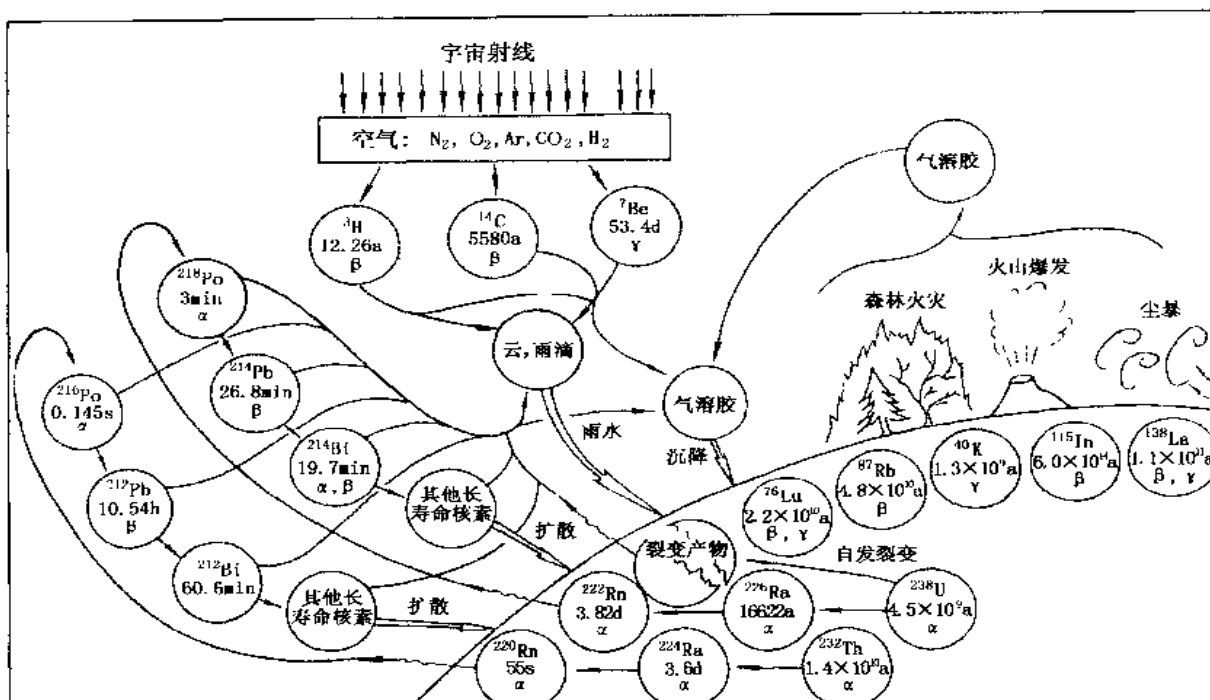 宇宙射线
空气: N₂, O₂, Ar, CO₂, H₂
气溶胶
³H
12.26a
β
¹⁴C
5580a
β
⁷Be
53.4d
γ
²¹⁸Po
3min
α
火山爆发
森林火灾
尘暴
云,雨滴
²¹⁴Pb
26.8min
β
²¹⁶Po
0.145s
α
气溶胶
雨水
沉降
²¹⁴Bi
19.7min
α,β
²¹²Pb
10.54h
β
其他长
寿命核素
扩散
⁷⁶Lu
2.2×10¹⁰a
β,γ
⁸⁷Rb
4.8×10¹⁰a
β
⁴⁰K
1.3×10⁹a
γ
¹¹⁵In
6.0×10¹⁴a
β
¹³⁸La
1.1×10¹¹a
β,γ
裂变产物
自发裂变
²¹²Bi
60.6min
其他长
寿命核素
扩散
²²²Rn
3.82d
α
²²⁶Ra
16622a
α
²³⁸U
4.5×10⁹a
α
²²⁰Rn
55s
α
²²⁴Ra
3.6d
α
²³²Th
1.4×10¹⁰a
α